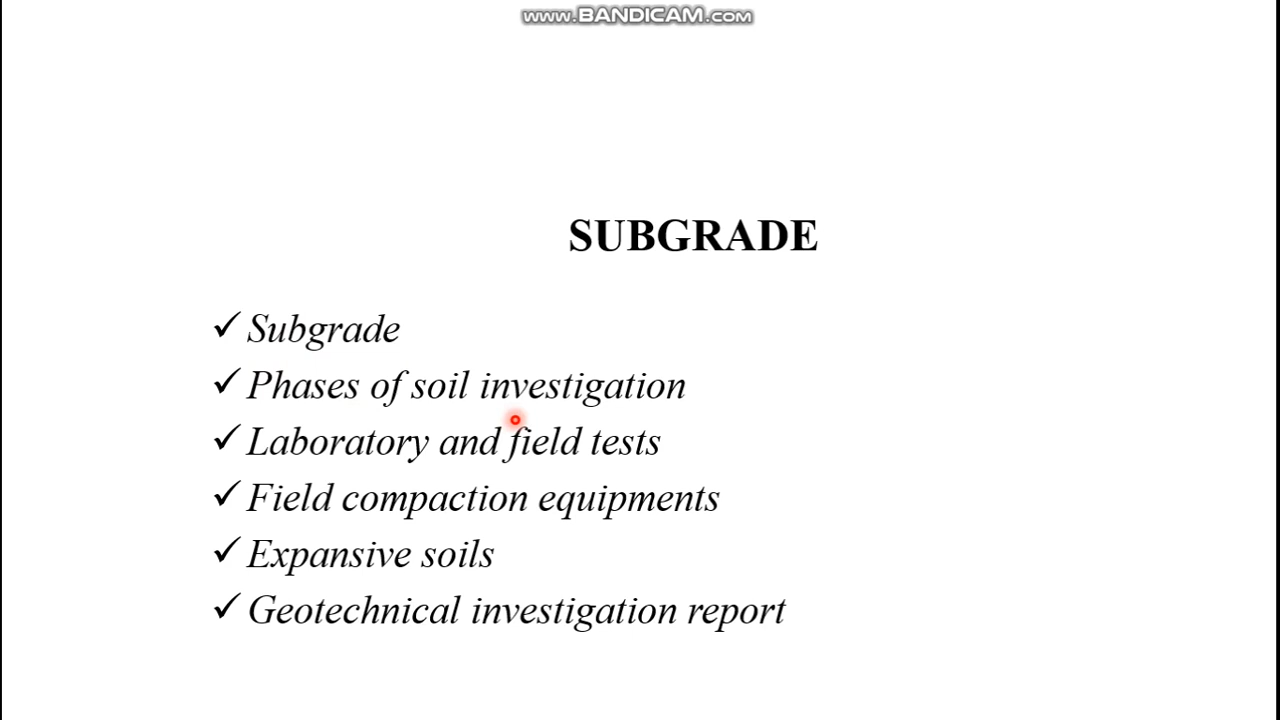 www.BANDICAM.com
SUBGRADE
✓ Subgrade
✓ Phases of soil investigation
✓ Laboratory and field tests
✓ Field compaction equipments
✓ Expansive soils
✓ Geotechnical investigation report